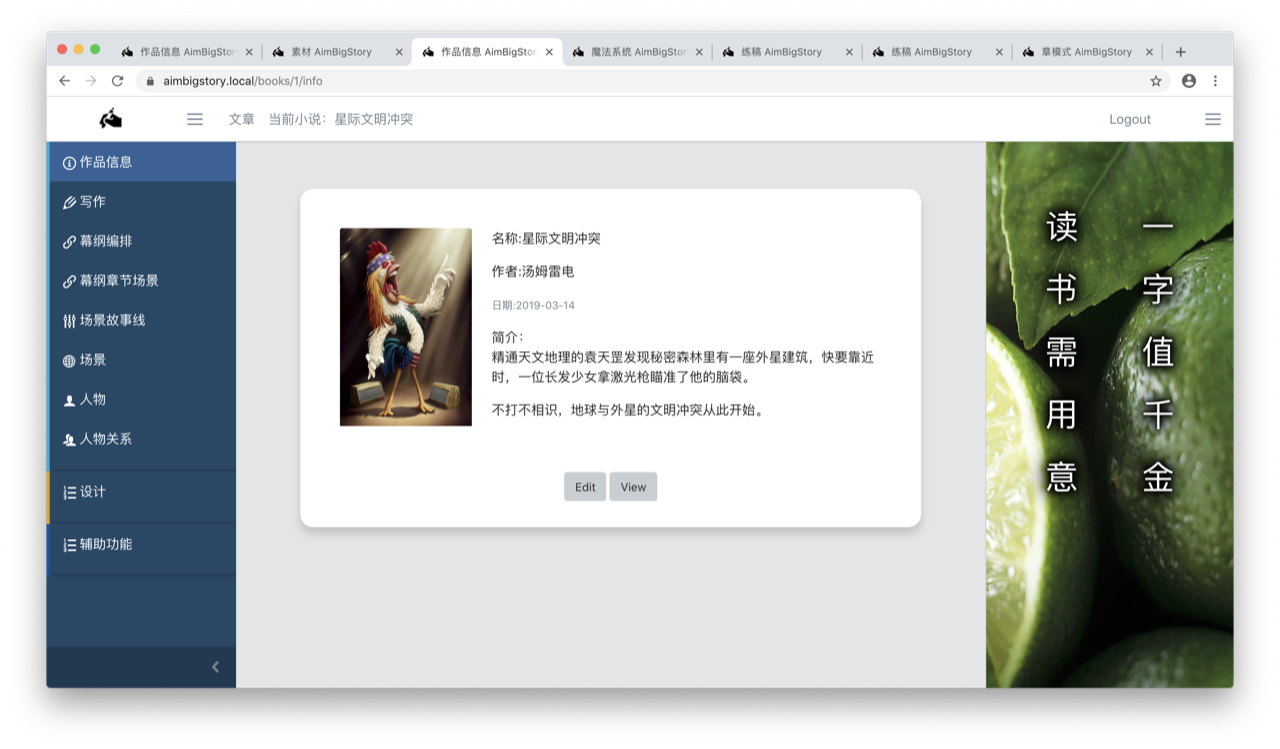 作品信息 AimBigStor
素材 AimBigStory
作品信息 AimBigStor
魔法系统 AimBigStor
练稿 AimBigStory
练稿 AimBigStory
章模式 AimBigStory
aimbigstory.local/books/1/info
文章 当前小说：星际文明冲突
Logout
作品信息
写作
幕纲编排
幕纲章节场景
场景故事线
场景
人物
人物关系
设计
辅助功能
名称:星际文明冲突
作者:汤姆雷电
日期:2019-03-14
简介：
精通天文地理的袁天罡发现秘密森林里有一座外星建筑，快要靠近
时，一位长发少女拿激光枪瞄准了他的脑袋。
不打不相识，地球与外星的文明冲突从此开始。
Edit
View
一字值千金
读书需用意